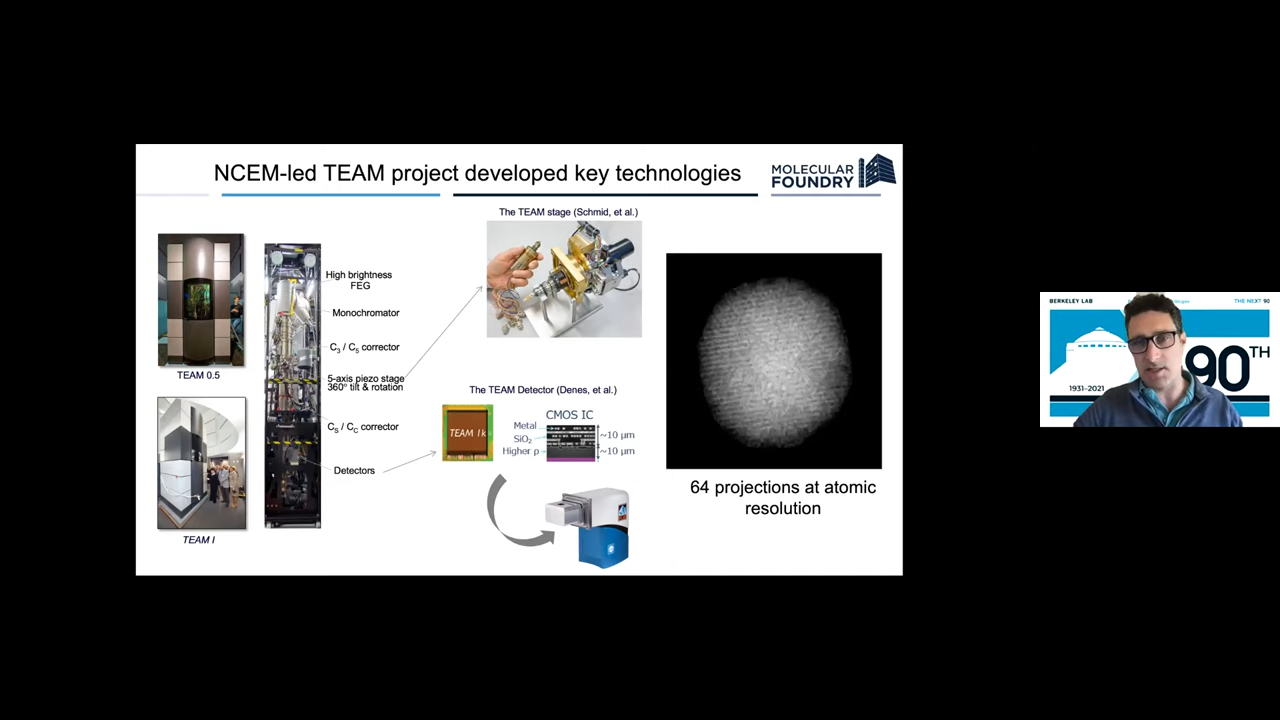 NCEM-led TEAM project developed key technologies
MOLECULAR
FOUNDRY
The TEAM stage (Schmid, et al.)
High brightness
FEG
Monochromator
C3 / C5 corrector
5-axis piezo stage
360° tilt & rotation
CS / CC corrector
Detectors
TEAM 0.5
TEAM I
The TEAM Detector (Denes, et al.)
TEAM 1k
CMOS IC
Metal
SiO2
Higher ρ
~10 µm
~10 µm
64 projections at atomic
resolution
BERKELEY LAB
THE NEXT 90
90TH
1931–2021